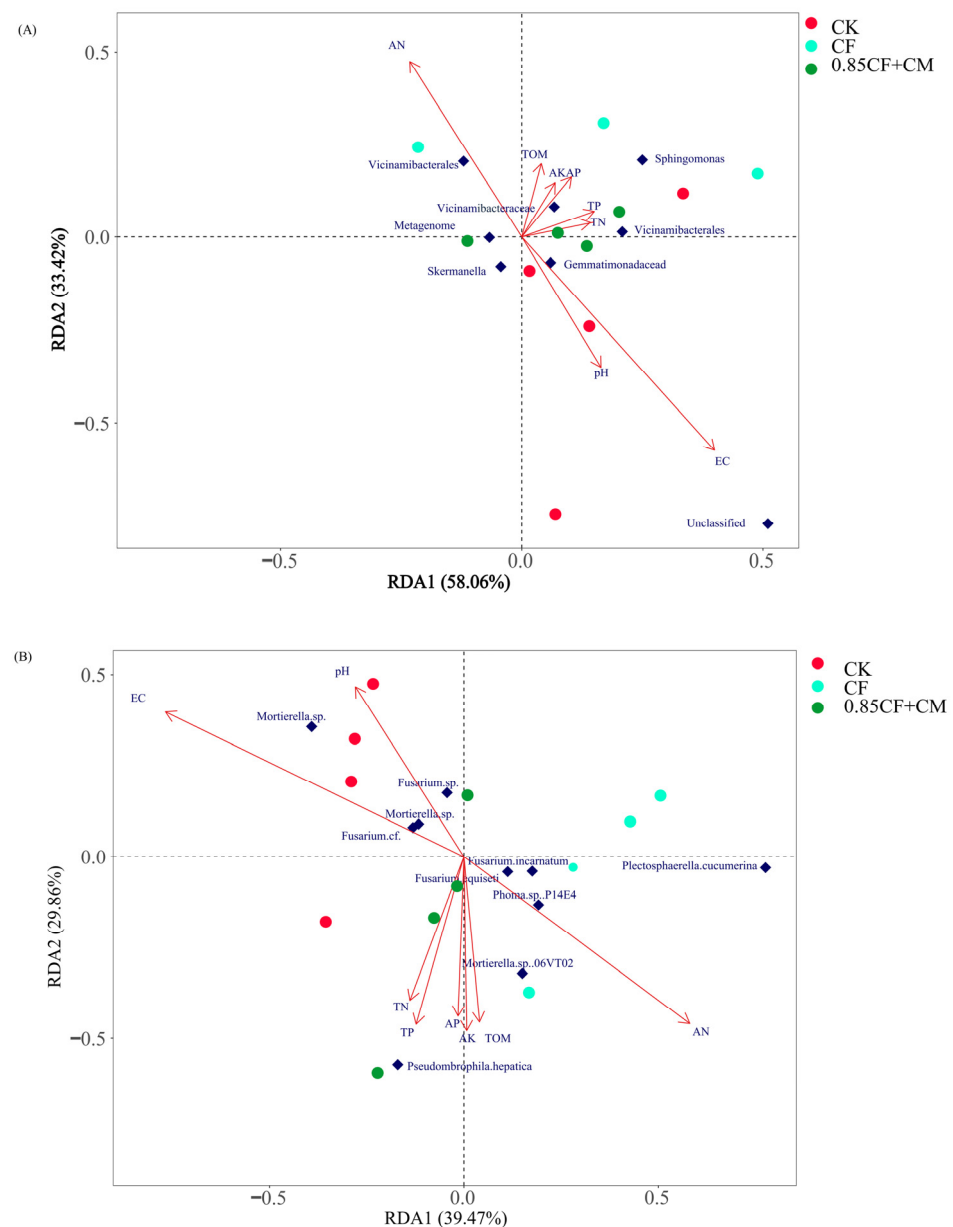 (A)
CK
CF
0.85CF+CM
0.5
0.0
−0.5
AN
TOM
AKAP
Sphingomonas
Vicinamibacterales
Vicinamibacteraceae
TP
TN
Vicinamibacterales
Metagenome
Skermanella
Gemmatimonadacead
pH
EC
Unclassified
−0.5
0.0
0.5
RDA1 (58.06%)
RDA2 (33.42%)
(B)
CK
CF
0.85CF+CM
0.5
0.0
−0.5
pH
EC
Mortierella.sp.
Fusarium.sp.
Mortierella.sp.
Fusarium.cf.
Fusarium.incarnatum
Plectosphaerella.cucumerina
Fusarium.equiseti
Phoma.sp..P14E4
Mortierella.sp..06VT02
TN
AP
TP
AK
TOM
AN
Pseudombrophila.hepatica
−0.5
0.0
0.5
RDA1 (39.47%)
RDA2 (29.86%)